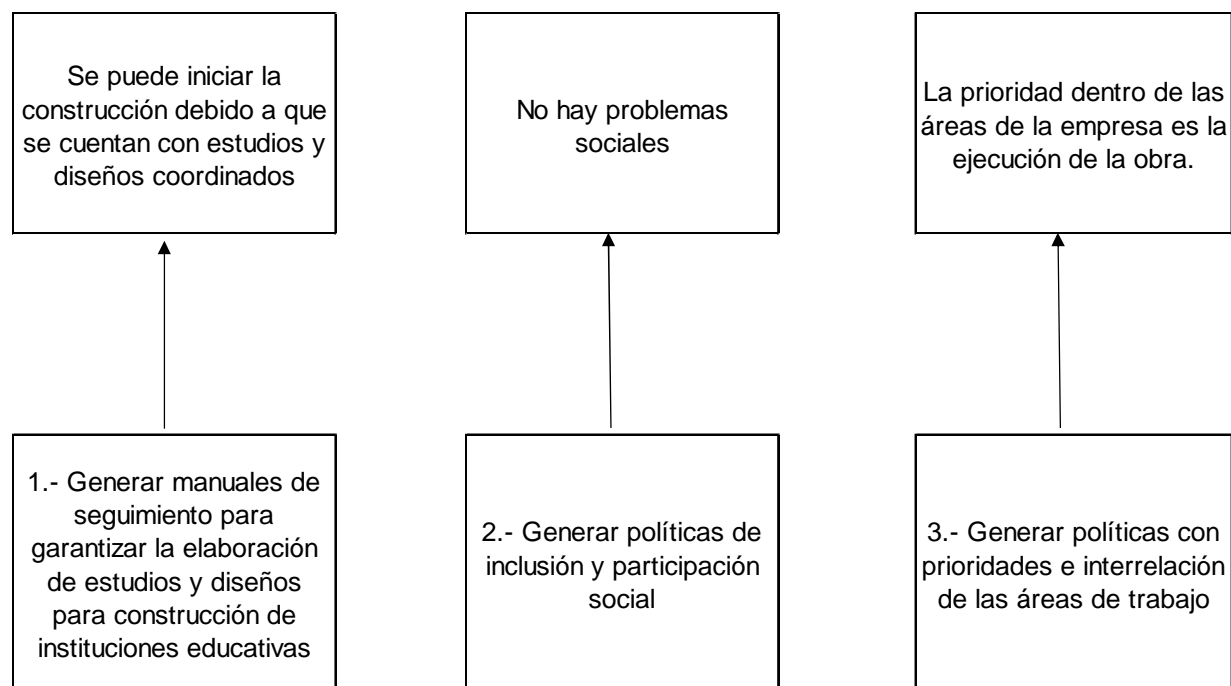 Se puede iniciar la
construcción debido a que
se cuentan con estudios y
diseños coordinados
No hay problemas
sociales
La prioridad dentro de las
áreas de la empresa es la
ejecución de la obra.
1.- Generar manuales de
seguimiento para
garantizar la elaboración
de estudios y diseños
para construcción de
instituciones educativas
2.- Generar políticas de
inclusión y participación
social
3.- Generar políticas con
prioridades e interrelación
de las áreas de trabajo